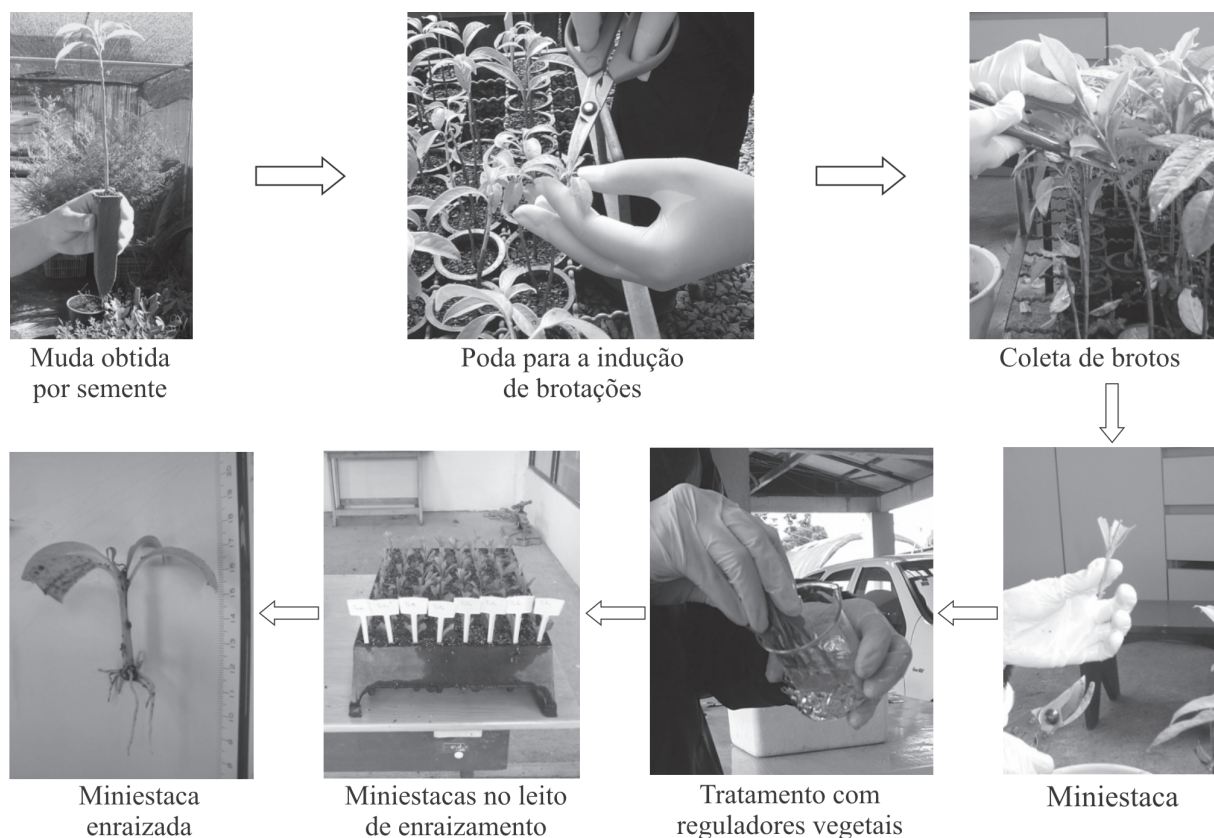 Muda obtida
por semente
Poda para a indução
de brotações
Coleta de brotos
Miniestaca
Tratamento com
reguladores vegetais
Miniestacas no leito
de enraizamento
Miniestaca
enraizada